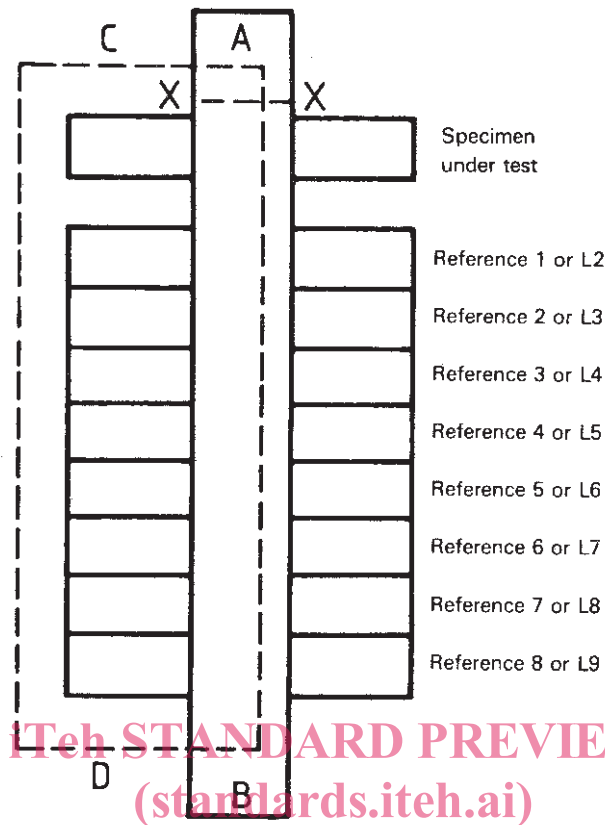 C A
X X
Specimen
under test
Reference 1 or L2
Reference 2 or L3
Reference 3 or L4
Reference 4 or L5
Reference 5 or L6
Reference 6 or L7
Reference 7 or L8
Reference 8 or L9
iTeh STANDARD PREVIE
D B
(standards.iteh.ai)